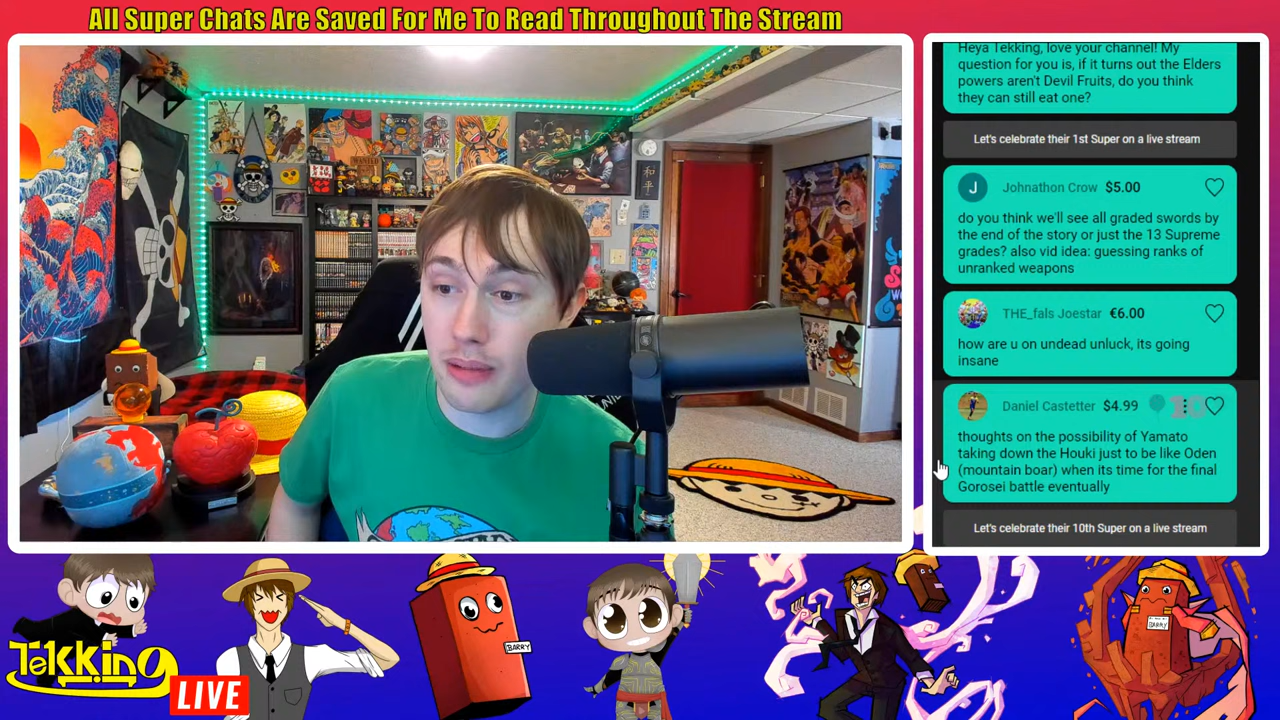 All Super Chats Are Saved For Me To Read Throughout The Stream
Heya Tekking, love your channel! My
question for you is, if it turns out the Elders
powers aren't Devil Fruits, do you think
they can still eat one?
Let's celebrate their 1st Super on a live stream
J
Johnathon Crow $5.00
do you think we'll see all graded swords by
the end of the story or just the 13 Supreme
grades? also vid idea: guessing ranks of
unranked weapons
THE_fals Joestar €6.00
how are u on undead unluck, its going
insane
Daniel Castetter $4.99 10
thoughts on the possibility of Yamato
taking down the Houki just to be like Oden
(mountain boar) when its time for the final
Gorosei battle eventually
Let's celebrate their 10th Super on a live stream
WANTED
和平
TeKKinG
LIVE
BARRY
BARRY